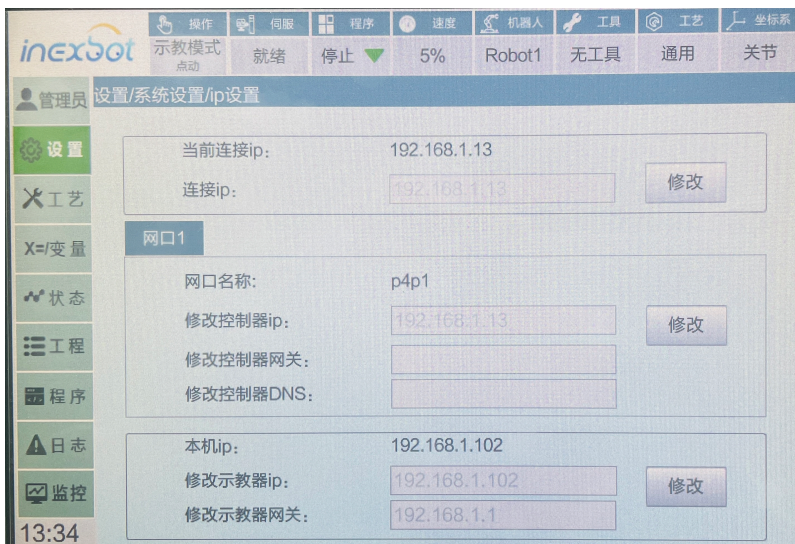 inexbot
操作 伺服 程序 速度 机器人 工具 工艺 坐标系
示教模式 就绪 停止 5% Robot1 无工具 通用 关节
点动
管理员
设置/系统设置/ip设置
设置
工艺
X=/变量
状态
工程
程序
日志
监控
13:34
当前连接ip: 192.168.1.13
连接ip: 192.168.1.13
修改
网口1
网口名称: p4p1
修改控制器ip: 192.168.1.13
修改
修改控制器网关:
修改控制器DNS:
本机ip: 192.168.1.102
修改示教器ip: 192.168.1.102
修改
修改示教器网关: 192.168.1.1